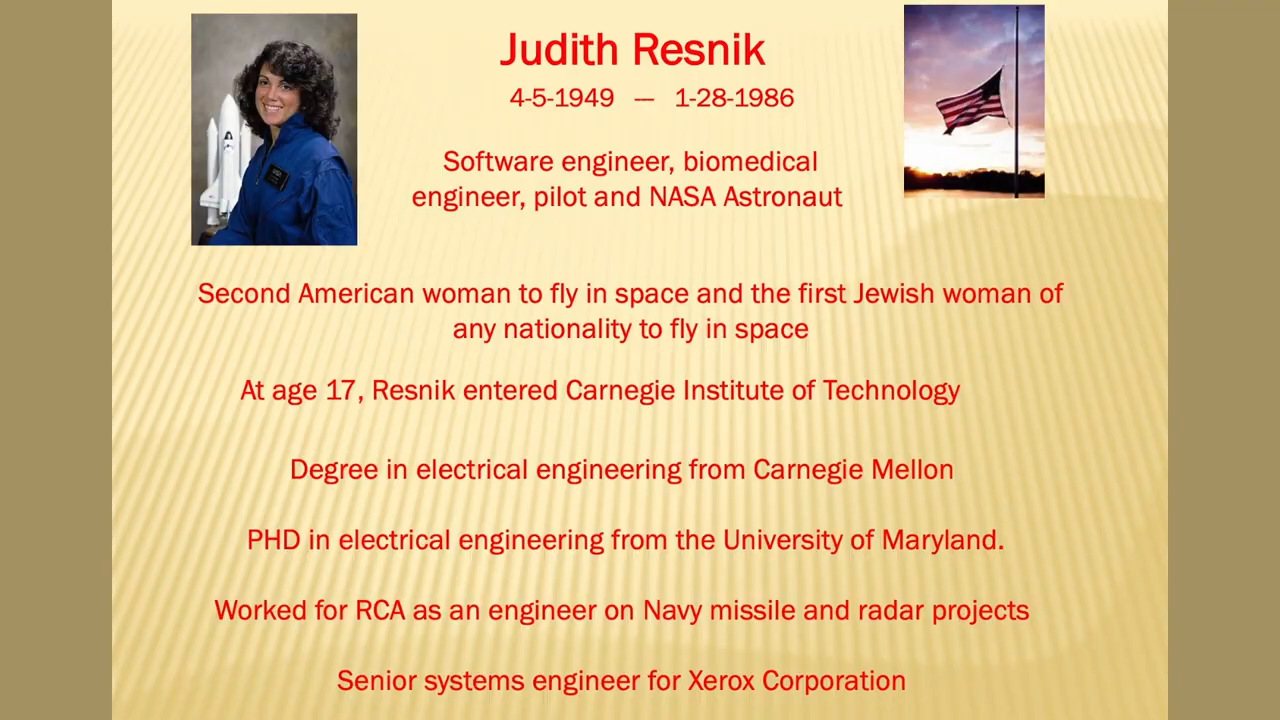 Judith Resnik
4-5-1949 — 1-28-1986
Software engineer, biomedical
engineer, pilot and NASA Astronaut
Second American woman to fly in space and the first Jewish woman of
any nationality to fly in space
At age 17, Resnik entered Carnegie Institute of Technology
Degree in electrical engineering from Carnegie Mellon
PHD in electrical engineering from the University of Maryland.
Worked for RCA as an engineer on Navy missile and radar projects
Senior systems engineer for Xerox Corporation